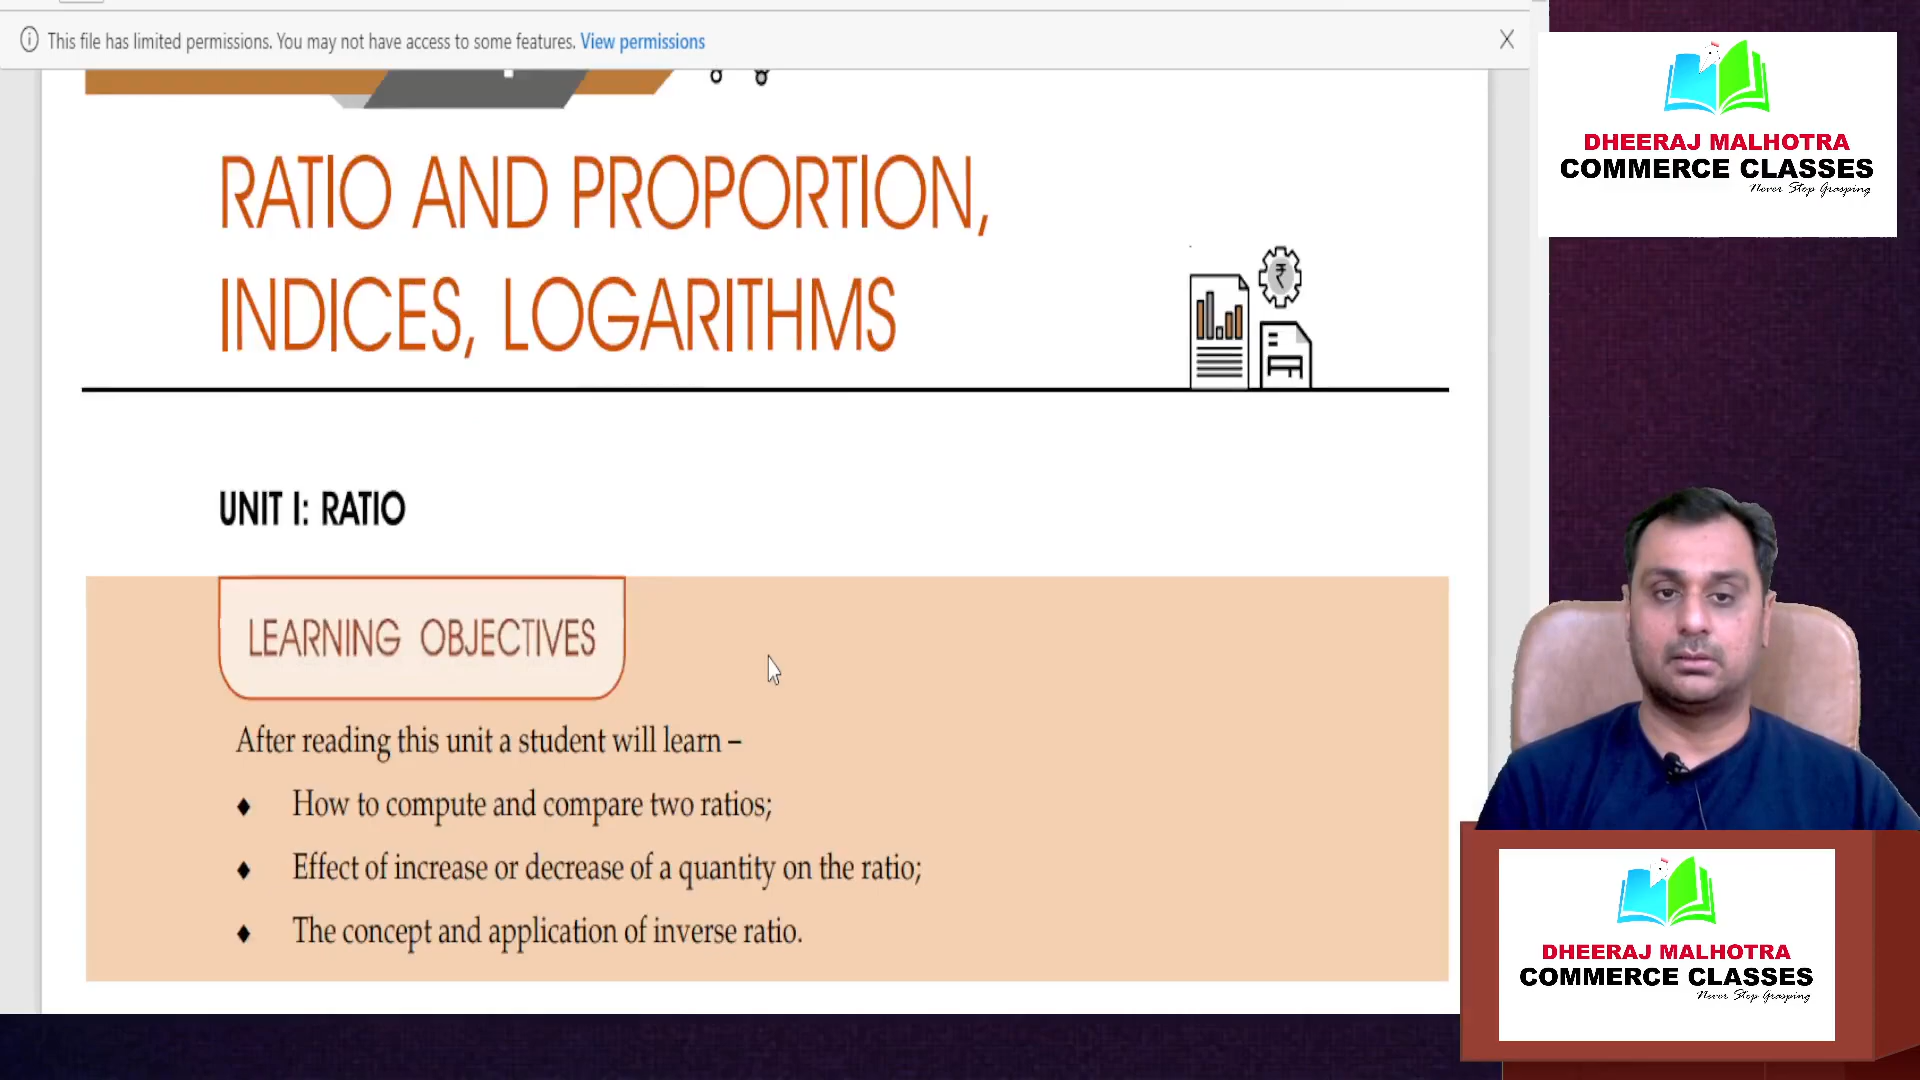 This file has limited permissions. You may not have access to some features. View permissions
RATIO AND PROPORTION,
INDICES, LOGARITHMS
₹
UNIT I: RATIO
LEARNING OBJECTIVES
After reading this unit a student will learn –
♦ How to compute and compare two ratios;
♦ Effect of increase or decrease of a quantity on the ratio;
♦ The concept and application of inverse ratio.
DHEERAJ MALHOTRA
COMMERCE CLASSES
Never Stop Grasping
DHEERAJ MALHOTRA
COMMERCE CLASSES
Never Stop Grasping